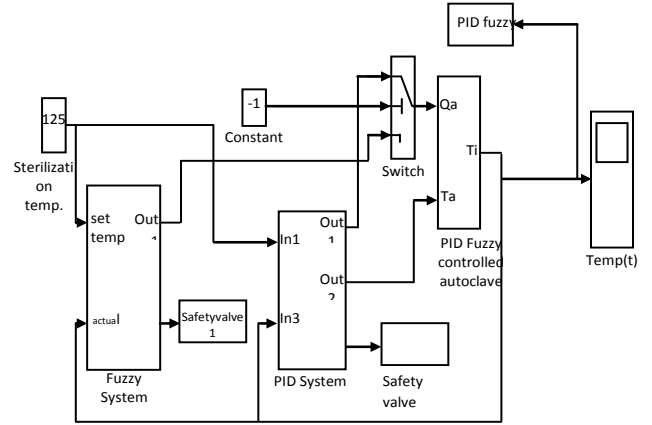 PID fuzzy
125
-1
Constant
Sterilizati
on
temp.
Switch
Qa
Ti
Ta
PID Fuzzy
controlled
autoclave
Temp(t)
set
temp
Out
1
actual
Safetyvalve
1
Fuzzy
System
In1
Out
1
Out
2
In3
PID System
Safety
valve